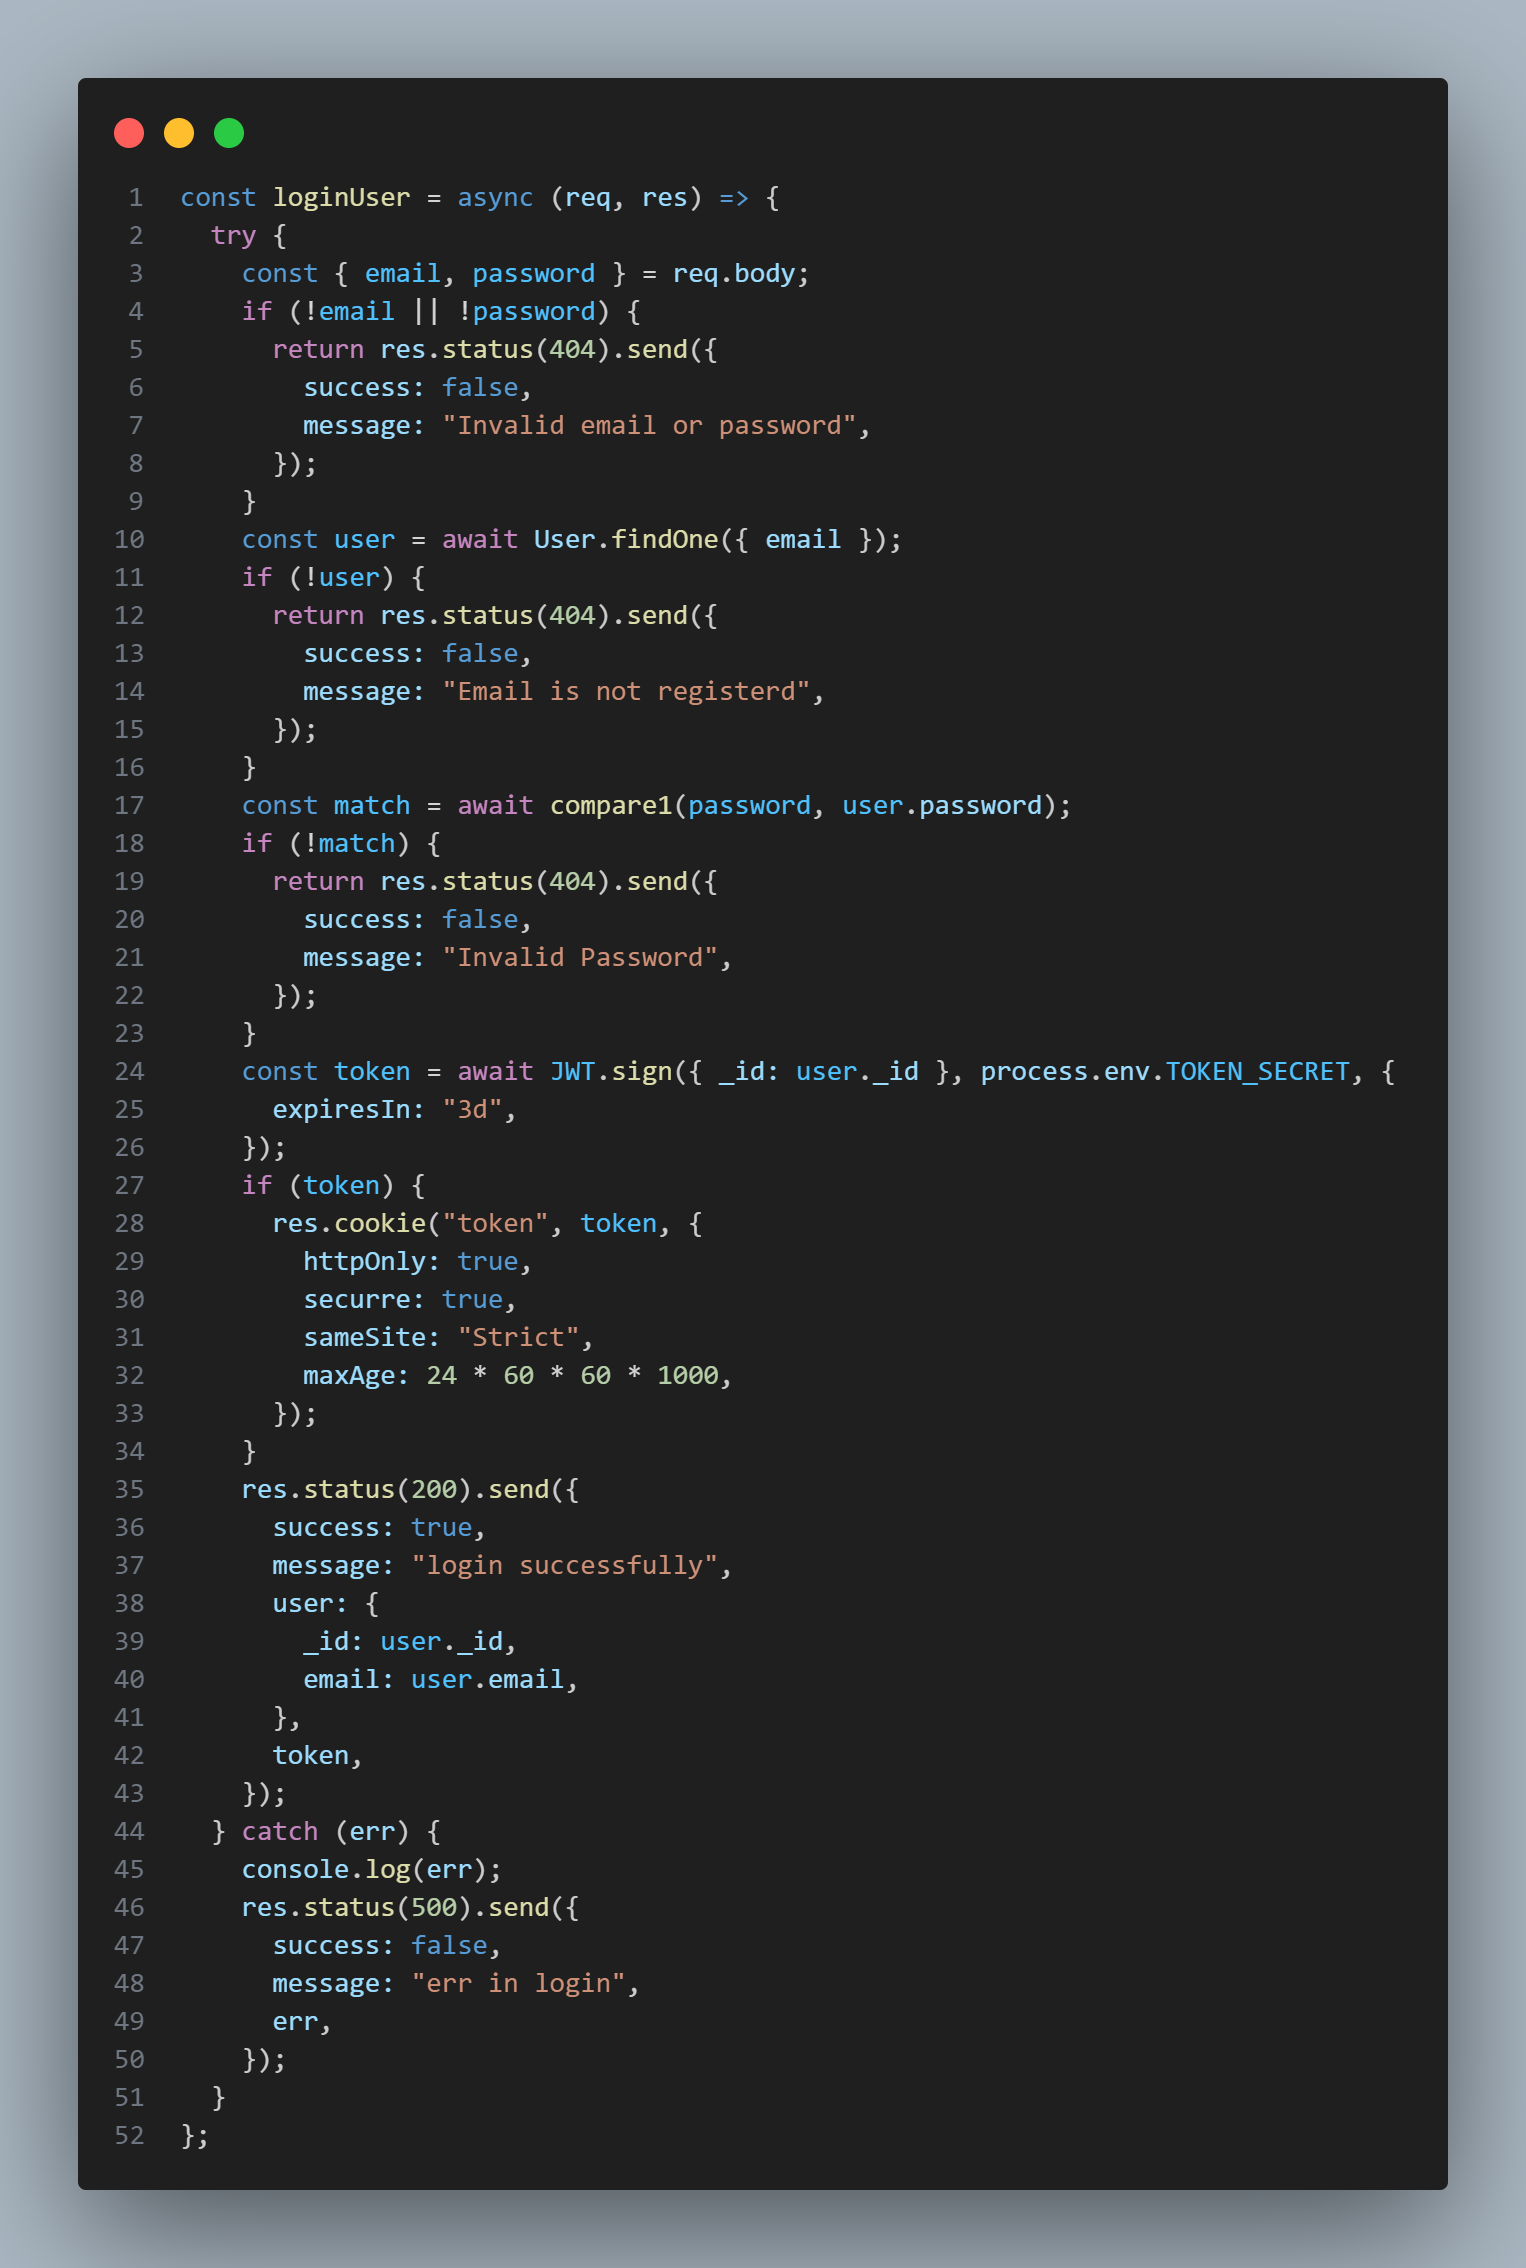 1 const loginUser = async (req, res) => {
2   try {
3     const { email, password } = req.body;
4     if (!email || !password) {
5       return res.status(404).send({
6         success: false,
7         message: "Invalid email or password",
8       });
9     }
10     const user = await User.findOne({ email });
11     if (!user) {
12       return res.status(404).send({
13         success: false,
14         message: "Email is not registerd",
15       });
16     }
17     const match = await compare1(password, user.password);
18     if (!match) {
19       return res.status(404).send({
20         success: false,
21         message: "Invalid Password",
22       });
23     }
24     const token = await JWT.sign({ _id: user._id }, process.env.TOKEN_SECRET, {
25       expiresIn: "3d",
26     });
27     if (token) {
28       res.cookie("token", token, {
29         httpOnly: true,
30         securre: true,
31         sameSite: "Strict",
32         maxAge: 24 * 60 * 60 * 1000,
33       });
34     }
35     res.status(200).send({
36       success: true,
37       message: "login successfully",
38       user: {
39         _id: user._id,
40         email: user.email,
41       },
42       token,
43     });
44   } catch (err) {
45     console.log(err);
46     res.status(500).send({
47       success: false,
48       message: "err in login",
49       err,
50     });
51   }
52 };